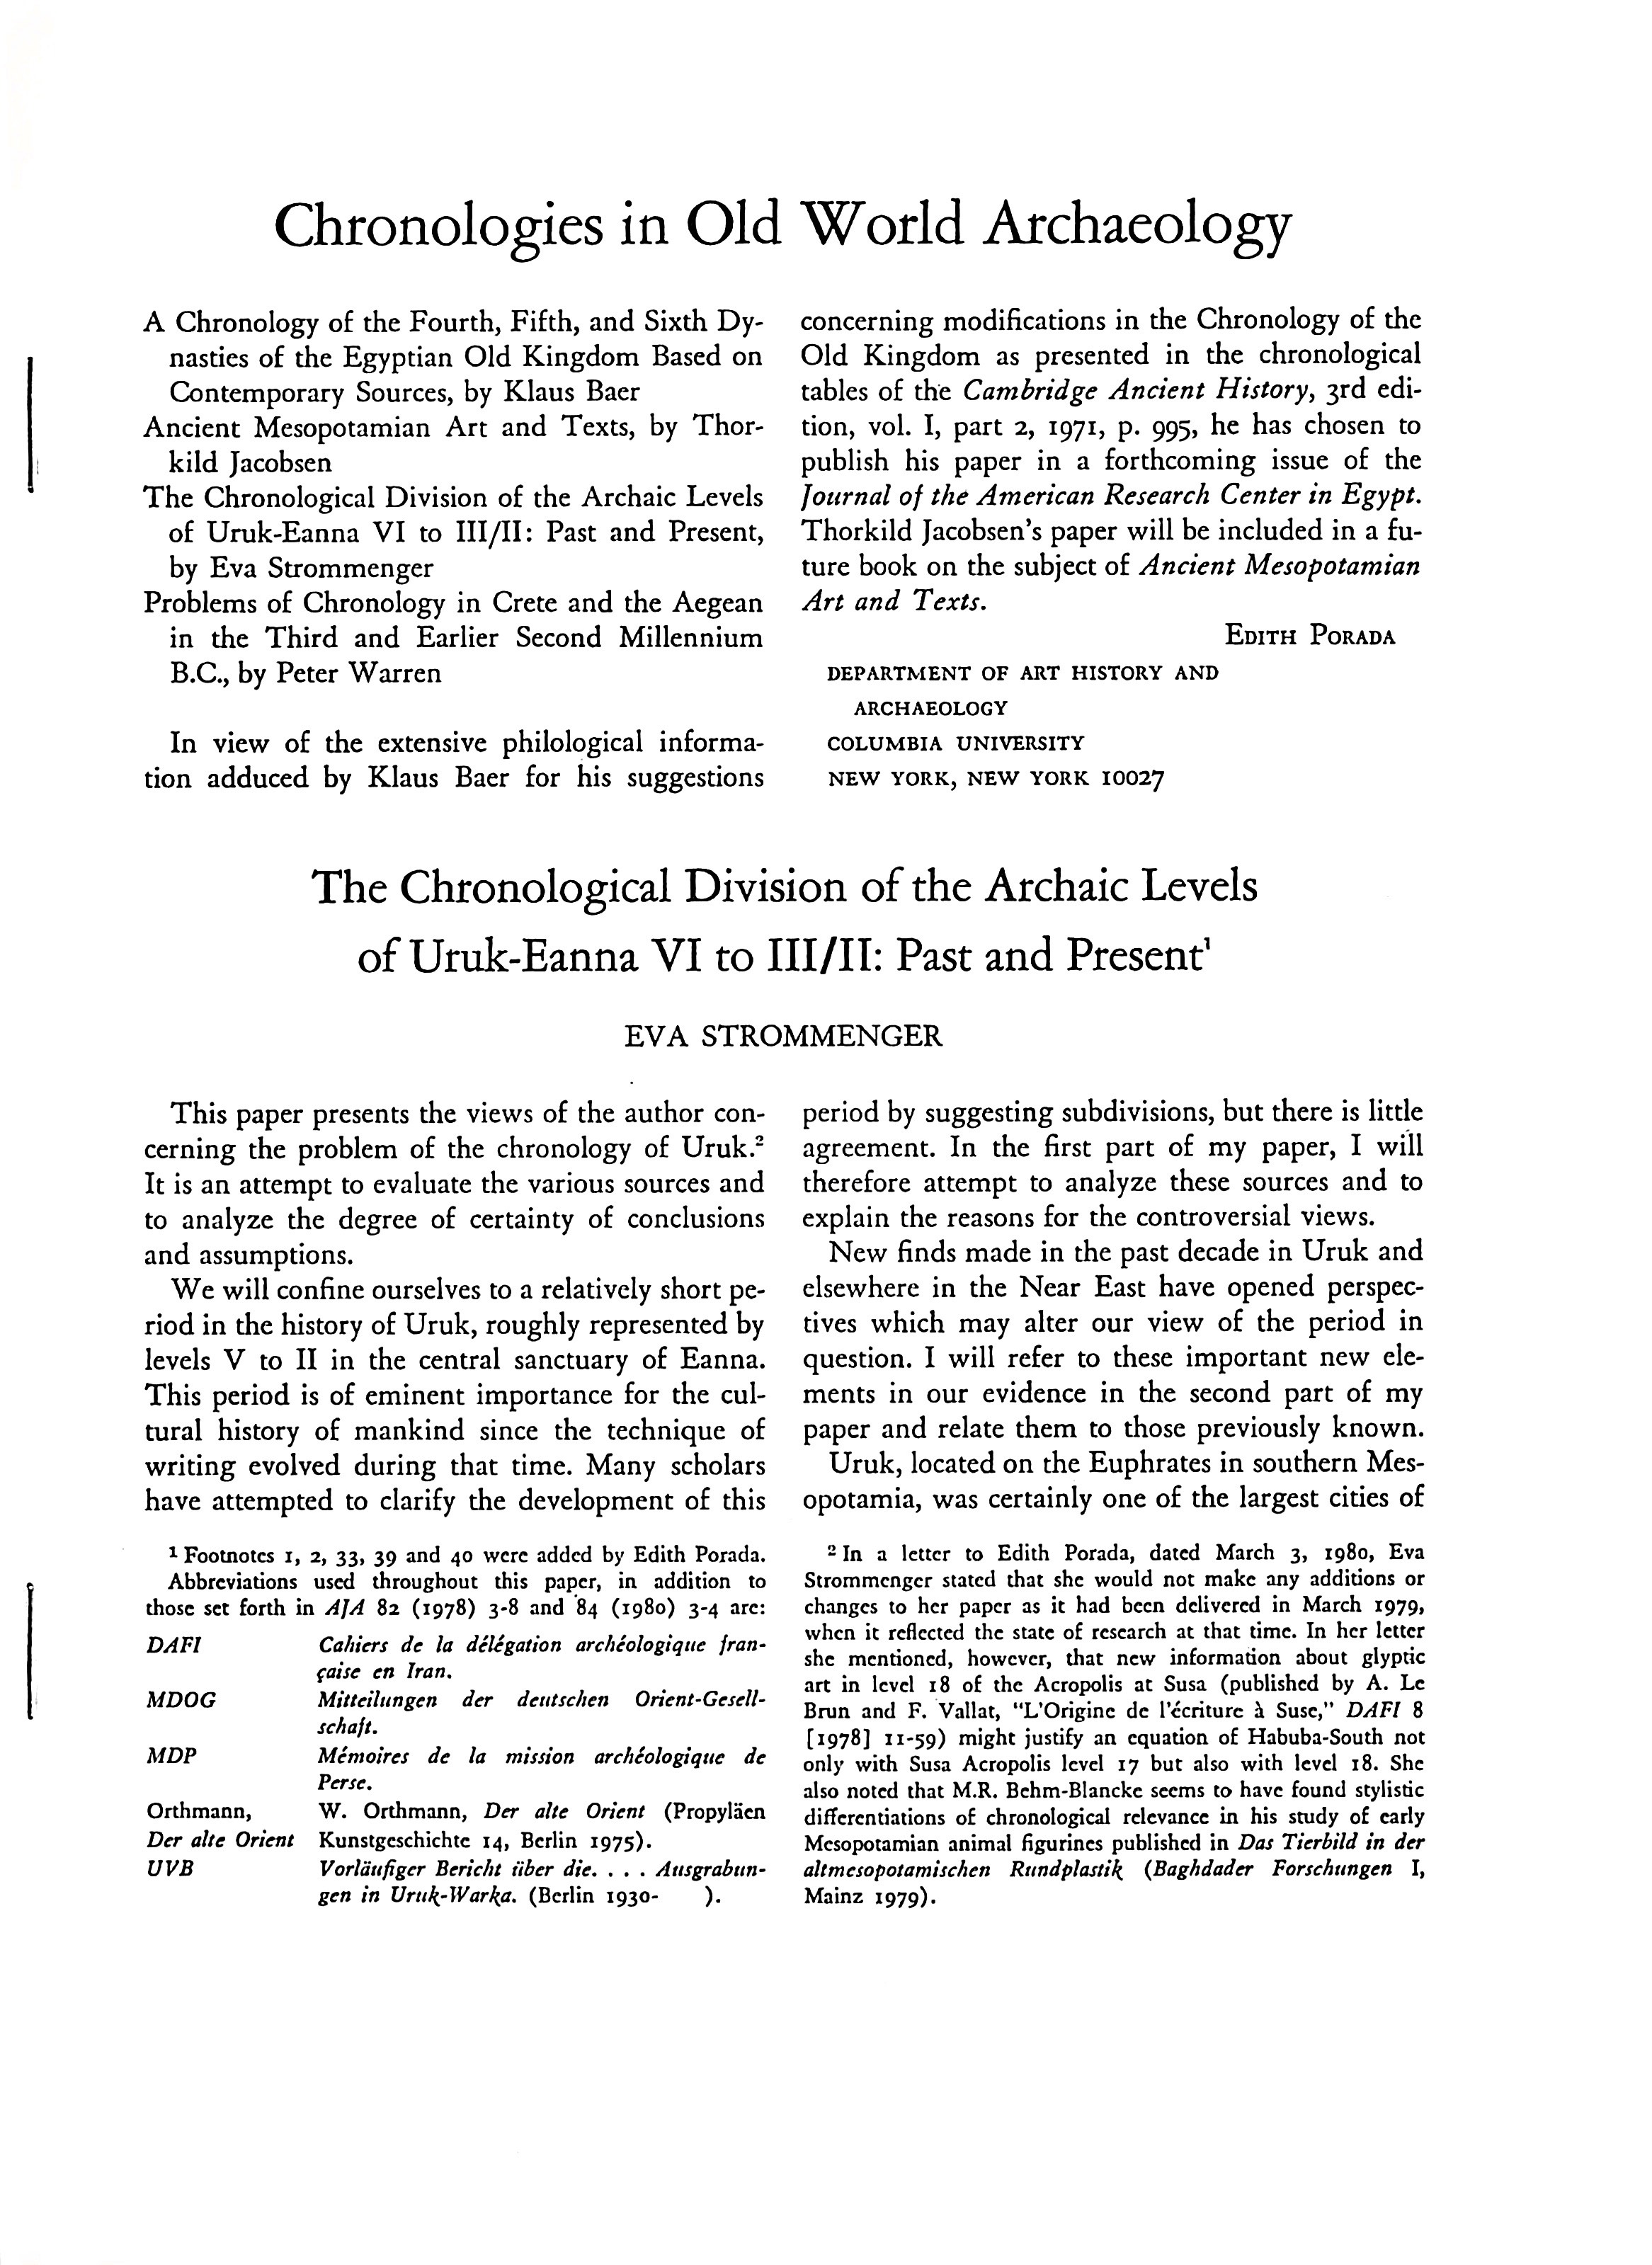 Chronologies in Old World Archaeology
A Chronology of the Fourth, Fifth, and Sixth Dy-
nasties of the Egyptian Old Kingdom Based on
Contemporary Sources, by Klaus Baer
Ancient Mesopotamian Art and Texts, by Thor-
kild Jacobsen
The Chronological Division of the Archaic Levels
of Uruk-Eanna VI to III/II: Past and Present,
by Eva Strommenger
Problems of Chronology in Crete and the Aegean
in the Third and Earlier Second Millennium
B.C., by Peter Warren
In view of the extensive philological informa-
tion adduced by Klaus Baer for his suggestions
concerning modifications in the Chronology of the
Old Kingdom as presented in the chronological
tables of the Cambridge Ancient History, 3rd edi-
tion, vol. I, part 2, 1971, p. 995, he has chosen to
publish his paper in a forthcoming issue of the
Journal of the American Research Center in Egypt.
Thorkild Jacobsen's paper will be included in a fu-
ture book on the subject of Ancient Mesopotamian
Art and Texts.
EDITH PORADA
DEPARTMENT OF ART HISTORY AND
ARCHAEOLOGY
COLUMBIA UNIVERSITY
NEW YORK, NEW YORK 10027
The Chronological Division of the Archaic Levels
of Uruk-Eanna VI to III/II: Past and Present¹
EVA STROMMENGER
This paper presents the views of the author con-
cerning the problem of the chronology of Uruk.²
It is an attempt to evaluate the various sources and
to analyze the degree of certainty of conclusions
and assumptions.
We will confine ourselves to a relatively short pe-
riod in the history of Uruk, roughly represented by
levels V to II in the central sanctuary of Eanna.
This period is of eminent importance for the cul-
tural history of mankind since the technique of
writing evolved during that time. Many scholars
have attempted to clarify the development of this
period by suggesting subdivisions, but there is little
agreement. In the first part of my paper, I will
therefore attempt to analyze these sources and to
explain the reasons for the controversial views.
New finds made in the past decade in Uruk and
elsewhere in the Near East have opened perspec-
tives which may alter our view of the period in
question. I will refer to these important new ele-
ments in our evidence in the second part of my
paper and relate them to those previously known.
Uruk, located on the Euphrates in southern Mes-
opotamia, was certainly one of the largest cities of
¹ Footnotes 1, 2, 33, 39 and 40 were added by Edith Porada.
Abbreviations used throughout this paper, in addition to
those set forth in AJA 82 (1978) 3-8 and 84 (1980) 3-4 are:
DAFI Cahiers de la délégation archéologique fran-
çaise en Iran.
MDOG Mitteilungen der deutschen Orient-Gesell-
schaft.
MDP Mémoires de la mission archéologique de
Perse.
Orthmann, W. Orthmann, Der alte Orient (Propyläen
Der alte Orient Kunstgeschichte 14, Berlin 1975).
UVB Vorläufiger Bericht über die. . . . Ausgrabun-
gen in Uruk-Warka. (Berlin 1930- ).
² In a letter to Edith Porada, dated March 3, 1980, Eva
Strommenger stated that she would not make any additions or
changes to her paper as it had been delivered in March 1979,
when it reflected the state of research at that time. In her letter
she mentioned, however, that new information about glyptic
art in level 18 of the Acropolis at Susa (published by A. Le
Brun and F. Vallat, "L'Origine de l'écriture à Suse," DAFI 8
[1978] 11-59) might justify an equation of Habuba-South not
only with Susa Acropolis level 17 but also with level 18. She
also noted that M.R. Behm-Blancke seems to have found stylistic
differentiations of chronological relevance in his study of early
Mesopotamian animal figurines published in Das Tierbild in der
altmesopotamischen Rundplastik (Baghdader Forschungen I,
Mainz 1979).